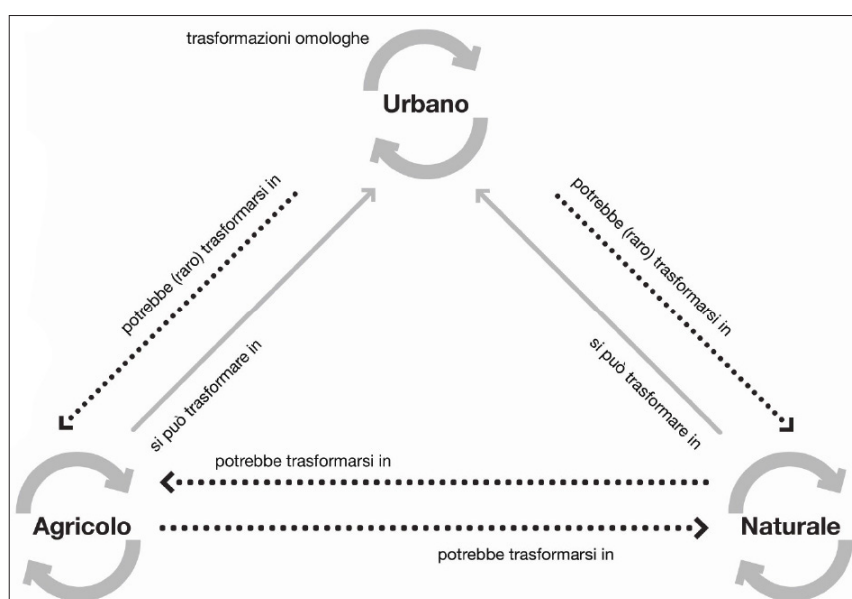 trasformazioni omologhe
Urbano
potrebbe (raro) trasformarsi in
potrebbe (raro) trasformarsi in
si può trasformare in
si può trasformare in
potrebbe trasformarsi in
Agricolo
Naturale
potrebbe trasformarsi in